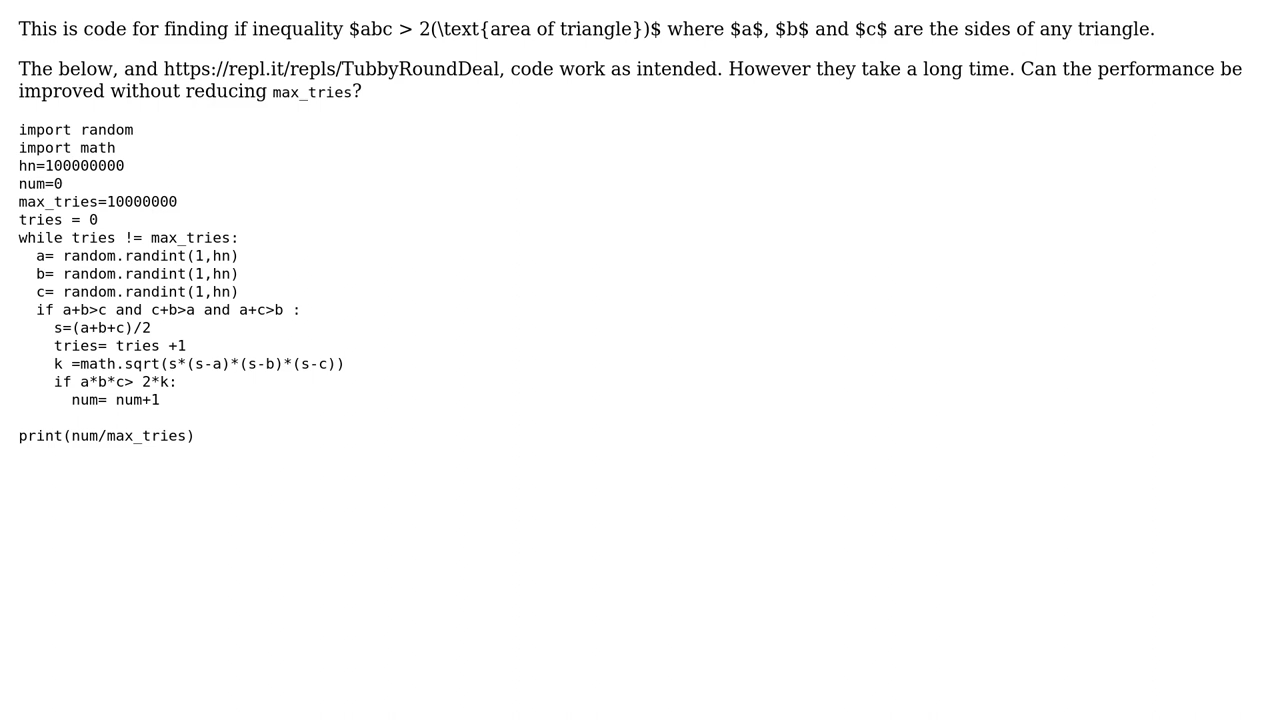 This is code for finding if inequality $abc > 2(\text{area of triangle})$ where $a$, $b$ and $c$ are the sides of any triangle.
The below, and https://repl.it/repls/TubbyRoundDeal, code work as intended. However they take a long time. Can the performance be
improved without reducing max_tries?
import random
import math
hn=100000000
num=0
max_tries=10000000
tries = 0
while tries != max_tries:
  a= random.randint(1,hn)
  b= random.randint(1,hn)
  c= random.randint(1,hn)
  if a+b>c and c+b>a and a+c>b :
    s=(a+b+c)/2
    tries= tries +1
    k =math.sqrt(s*(s-a)*(s-b)*(s-c))
    if a*b*c> 2*k:
      num= num+1
print(num/max_tries)